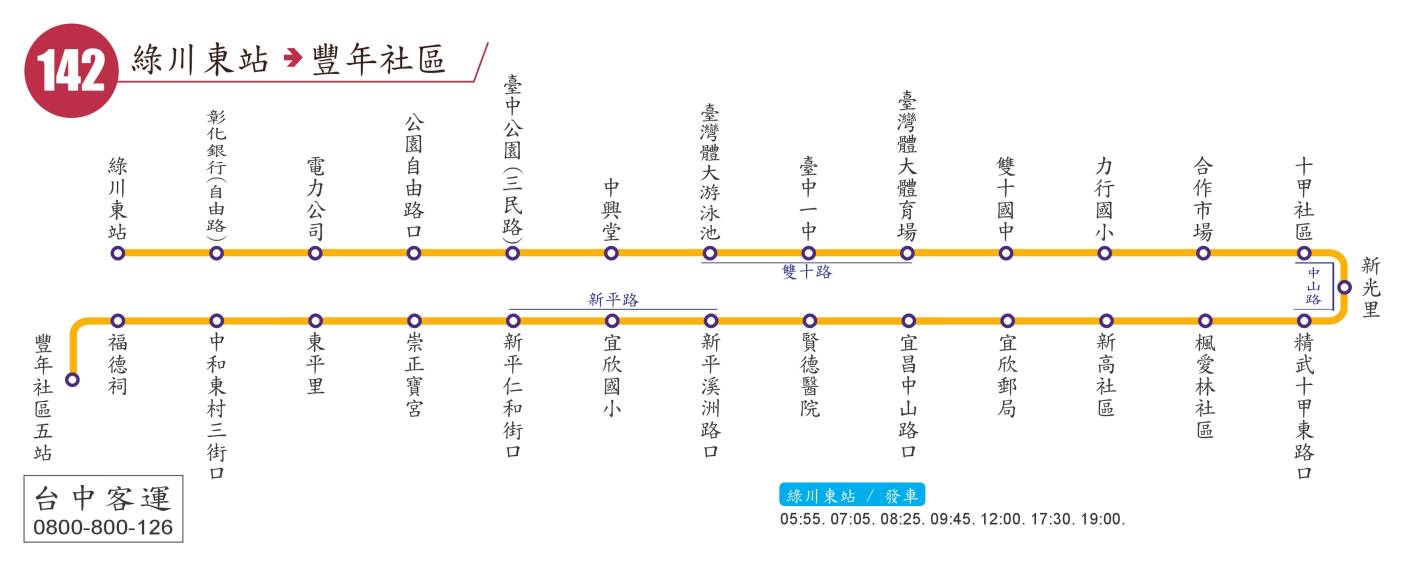 142
綠川東站 ➔ 豐年社區
綠川東站
彰化銀行(自由路)
電力公司
公園自由路口
臺中公園(三民路)
中興堂
臺灣體大游泳池
臺中一中
臺灣體大體育場
雙十國中
力行國小
合作市場
十甲社區
雙十路
中山路
新光里
新平路
豐年社區五站
福德祠
中和東村三街口
東平里
崇正寶宮
新平仁和街口
宜欣國小
新平溪洲路口
賢德醫院
宜昌中山路口
宜欣郵局
新高社區
楓愛林社區
精武十甲東路口
台中客運
0800-800-126
綠川東站 / 發車
05:55. 07:05. 08:25. 09:45. 12:00. 17:30. 19:00.